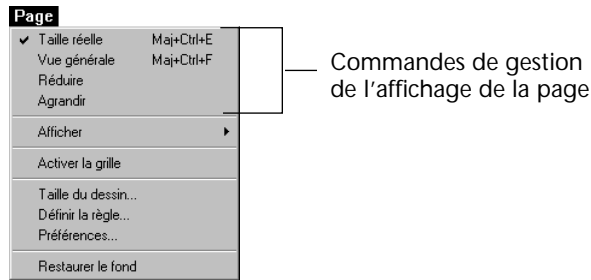 Page
✔ Taille réelle Maj+Ctrl+E
Vue générale Maj+Ctrl+F
Réduire
Agrandir
Commandes de gestion
de l'affichage de la page
Afficher
Activer la grille
Taille du dessin...
Définir la règle...
Préférences...
Restaurer le fond